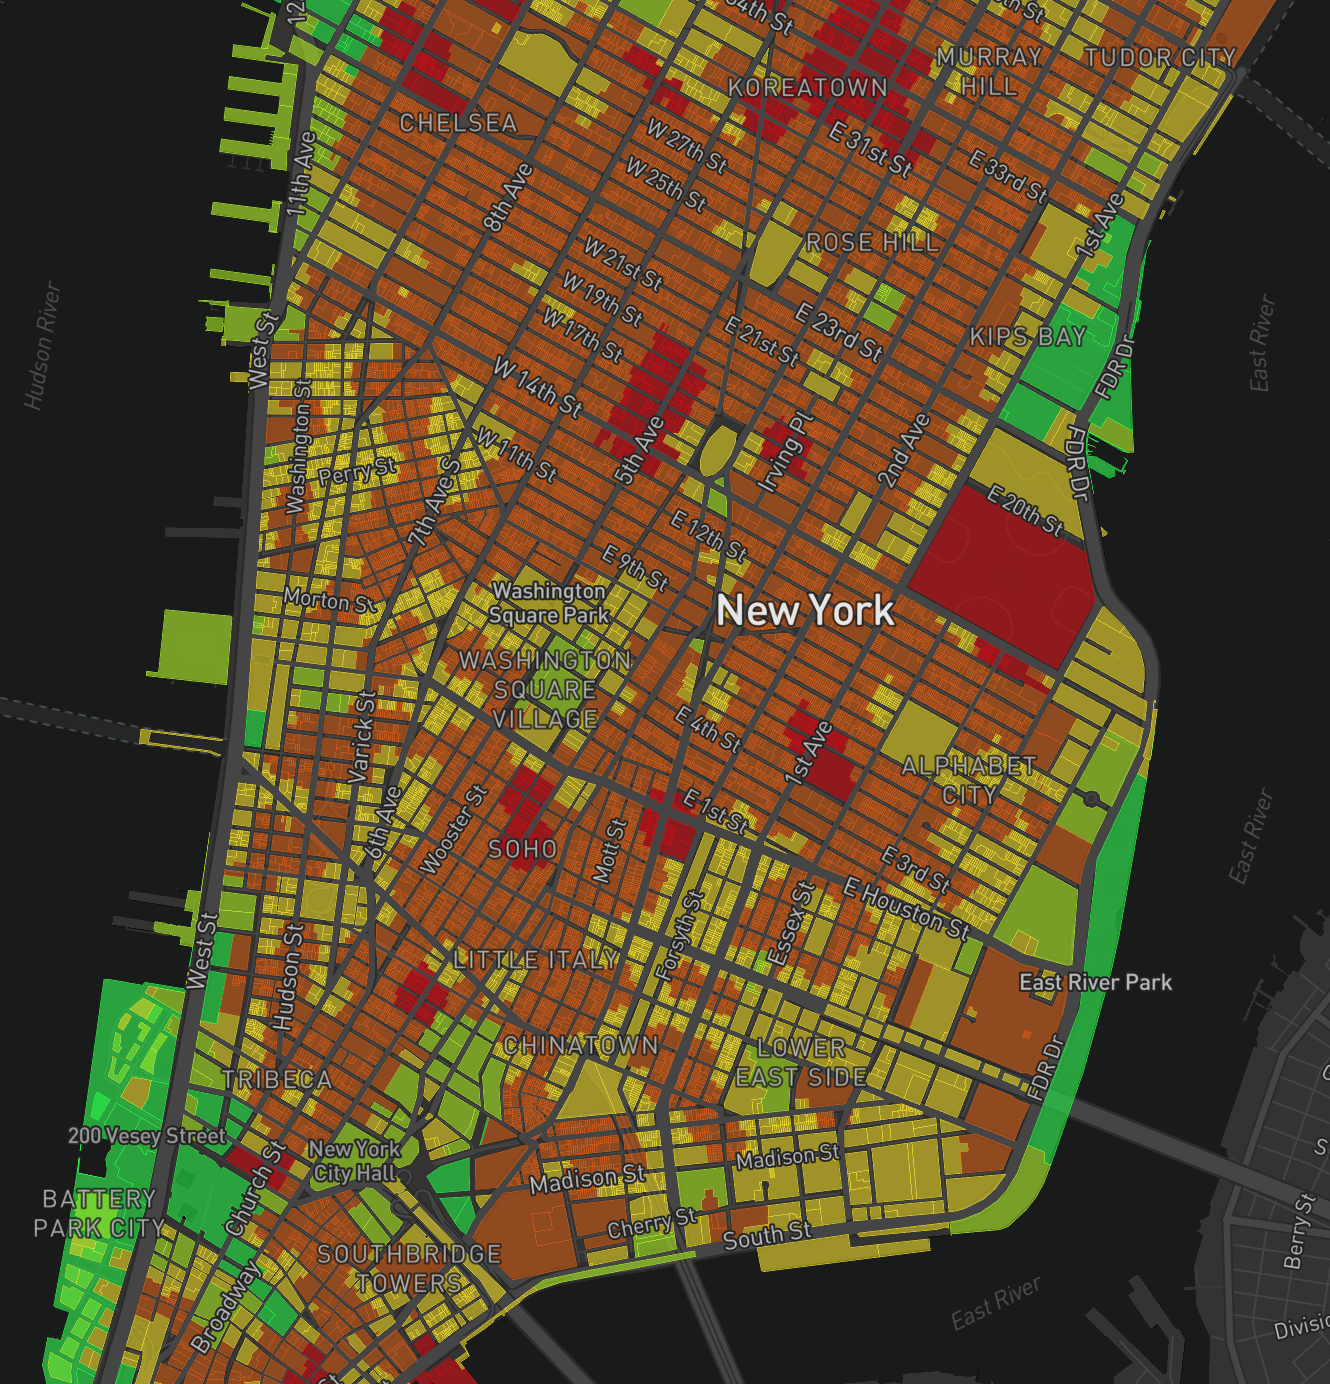 34th St
MURRAY
HILL
TUDOR CITY
KOREATOWN
CHELSEA
W 27th St
E 31st St
E 33rd St
W 25th St
11th Ave
8th Ave
1st Ave
ROSE HILL
W 21st St
W 19th St
W 17th St
E 21st St
E 23rd St
KIPS BAY
Hudson River
East River
West St
FDR Dr
W 14th St
Washington St
5th Ave
Irving Pl
2nd Ave
W 11th St
Perry St
7th Ave S
FDR Dr
E 20th St
E 12th St
E 9th St
Morton St
Washington
Square Park
New York
WASHINGTON
SQUARE
VILLAGE
Varick St
E 4th St
1st Ave
ALPHABET
CITY
6th Ave
Wooster St
E 1st St
SOHO
Mott St
E 3rd St
East River
E Houston St
Essex St
Forsyth St
West St
Hudson St
LITTLE ITALY
East River Park
CHINATOWN
LOWER
EAST SIDE
FDR Dr
TRIBECA
200 Vesey Street
New York
City Hall
Madison St
Madison St
Church St
BATTERY
PARK CITY
Cherry St
South St
SOUTHBRIDGE
TOWERS
Broadway
East River
Berry St